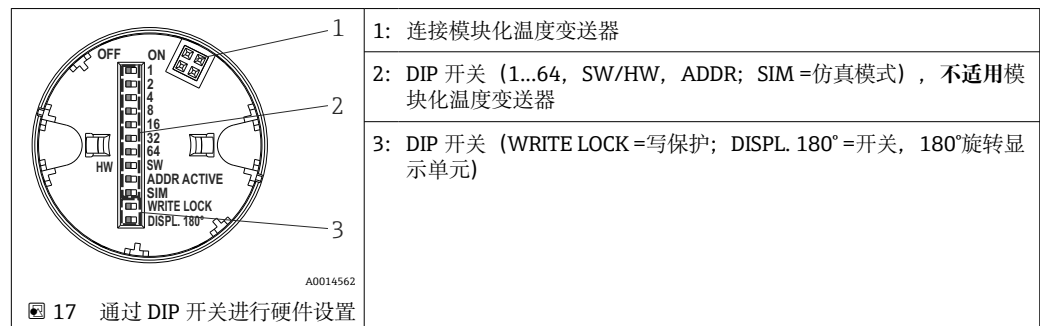 OFF ON
1
2
4
8
16
32
64
HW SW
ADDR ACTIVE
SIM
WRITE LOCK
DISPL. 180°
1
2
3
A0014562
17 通过 DIP 开关进行硬件设置
1: 连接模块化温度变送器
2: DIP 开关（1...64，SW/HW，ADDR；SIM =仿真模式），不适用模
块化温度变送器
3: DIP 开关（WRITE LOCK =写保护；DISPL. 180° =开关，180°旋转显
示单元)